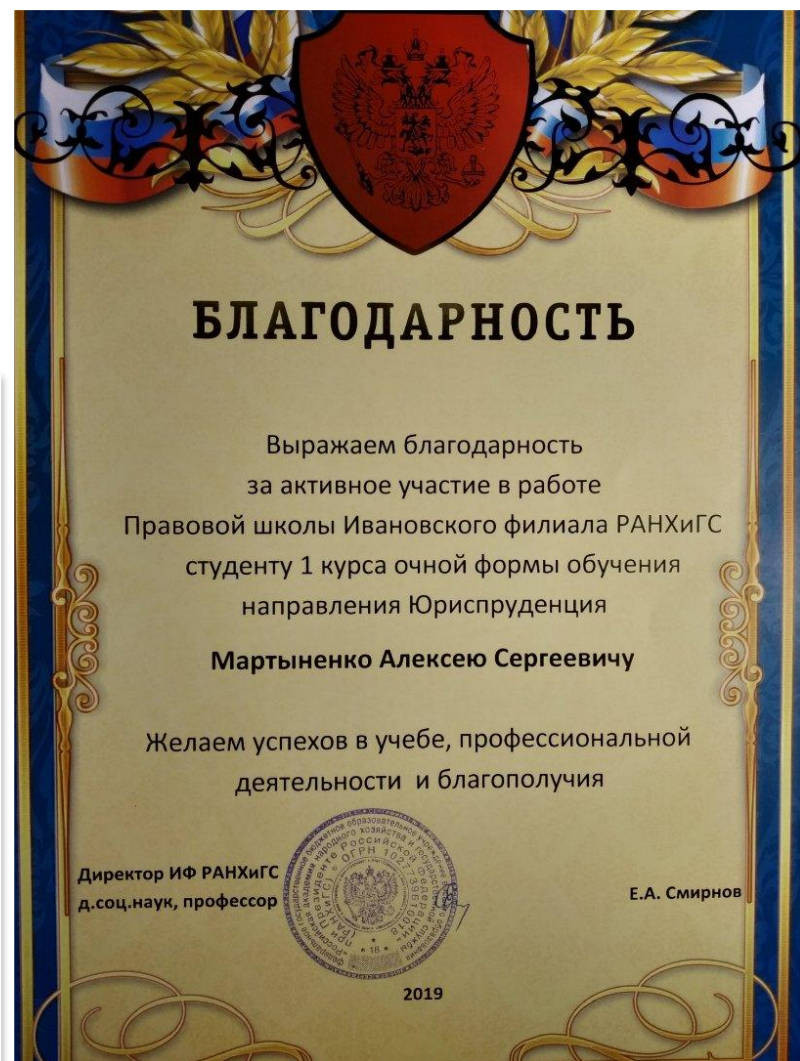 БЛАГОДАРНОСТЬ
Выражаем благодарность
за активное участие в работе
Правовой школы Ивановского филиала РАНХиГС
студенту 1 курса очной формы обучения
направления Юриспруденция
Мартыненко Алексею Сергеевичу
Желаем успехов в учебе, профессиональной
деятельности и благополучия
Директор ИФ РАНХиГС
д.соц.наук, профессор
Е.А. Смирнов
2019